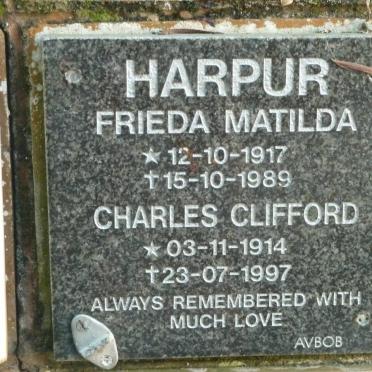 HARPUR
FRIEDA MATILDA
★ 12-10-1917
†15-10-1989
CHARLES CLIFFORD
★ 03-11-1914
†23-07-1997
ALWAYS REMEMBERED WITH
MUCH LOVE
AVBOB